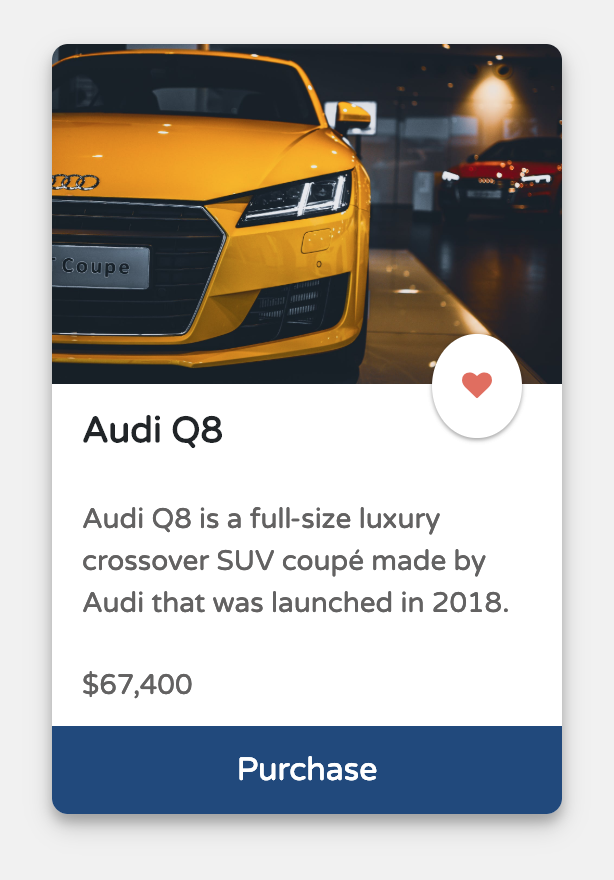 Coupe
Audi Q8
Audi Q8 is a full-size luxury
crossover SUV coupé made by
Audi that was launched in 2018.
$67,400
Purchase